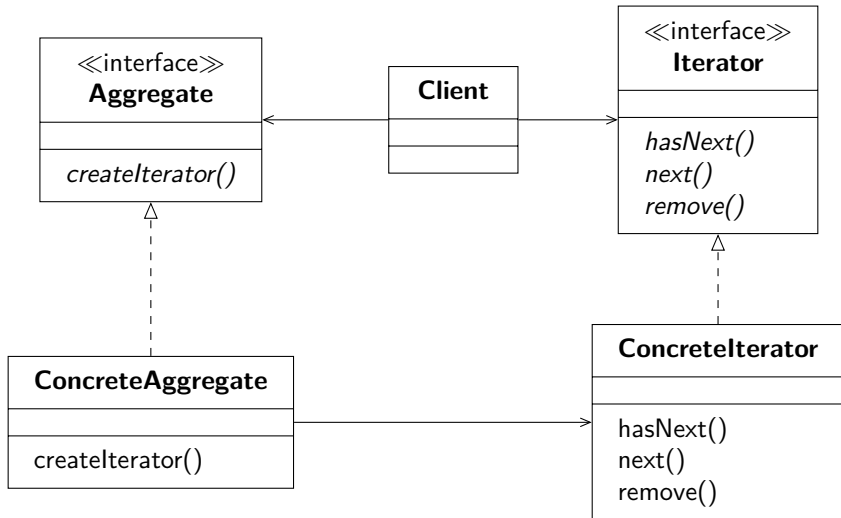 ≪interface≫
Aggregate
createIterator()
Client
≪interface≫
Iterator
hasNext()
next()
remove()
ConcreteAggregate
createIterator()
ConcreteIterator
hasNext()
next()
remove()